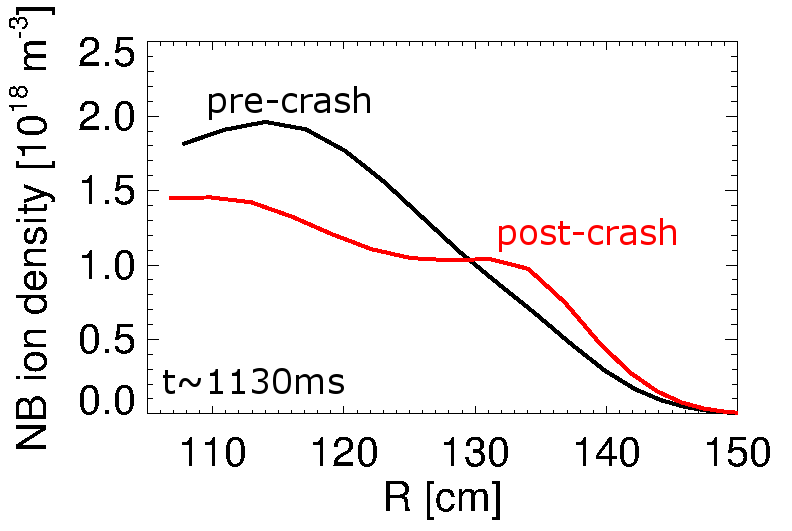 NB ion density [10^18 m^-3]
2.5
2.0
1.5
1.0
0.5
0.0
pre-crash
post-crash
t~1130ms
110 120 130 140 150
R [cm]